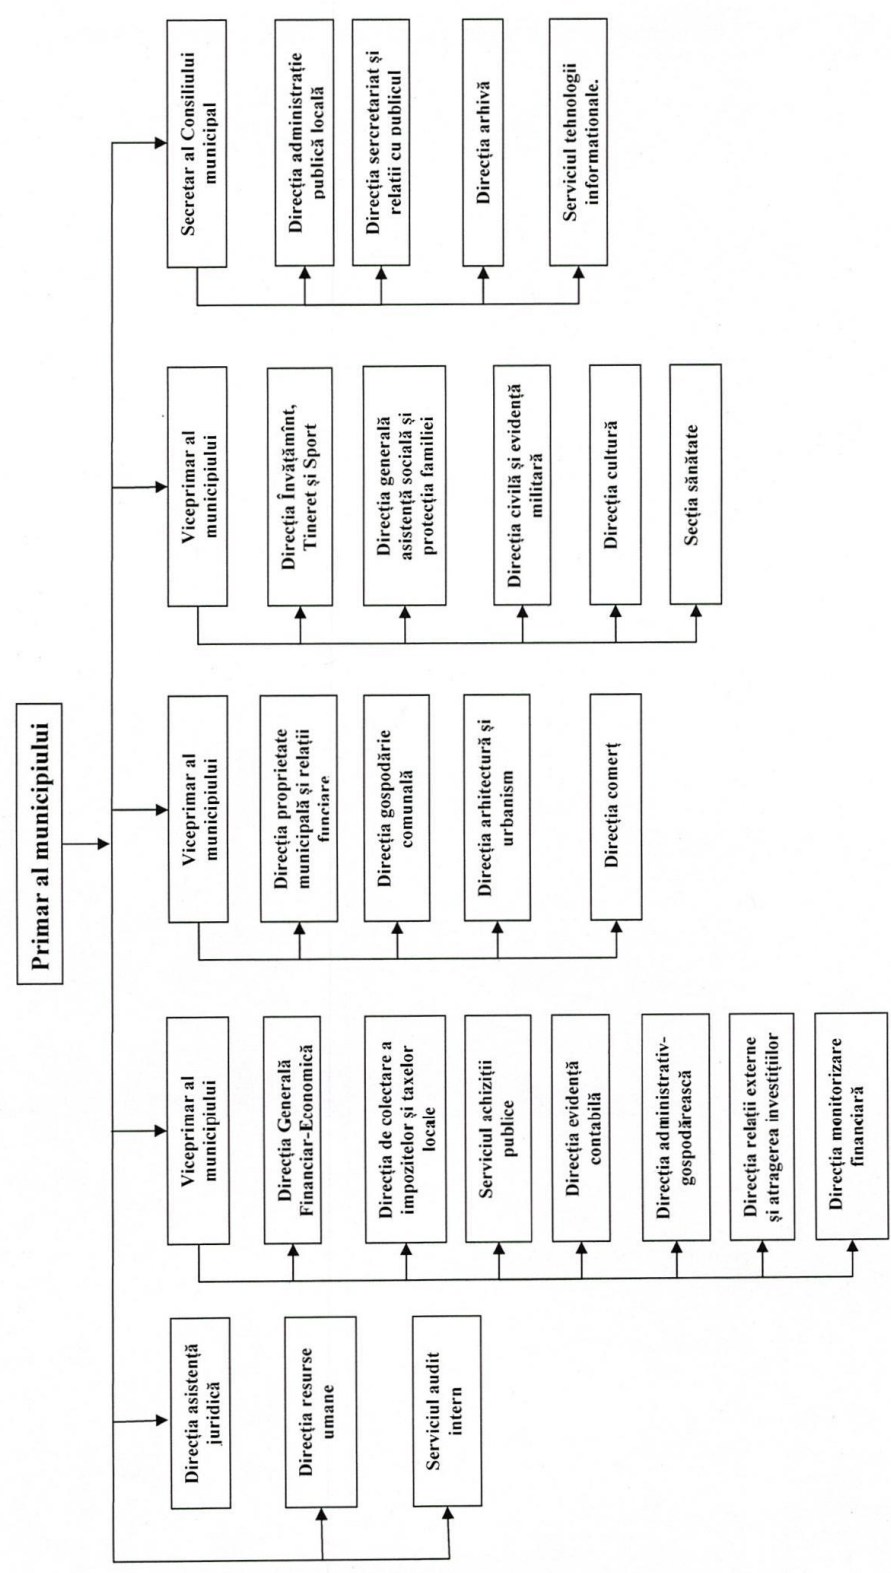 Primar al municipiului
Direcția asistență
juridică
Direcția resurse
umane
Serviciul audit
intern
Viceprimar al
municipiului
Direcția Generală
Financiar-Economică
Direcția de colectare a
impozitelor și taxelor
locale
Serviciul achiziții
publice
Direcția evidență
contabilă
Direcția administrativ-
gospodărească
Direcția relații externe
și atragerea investițiilor
Direcția monitorizare
financiară
Viceprimar al
municipiului
Direcția proprietate
municipală și relații
funciare
Direcția gospodărie
comunală
Direcția arhitectură și
urbanism
Direcția comerț
Viceprimar al
municipiului
Direcția Învățămînt,
Tineret și Sport
Direcția generală
asistență socială și
protecția familiei
Direcția civilă și evidență
militară
Direcția cultură
Secția sănătate
Secretar al Consiliului
municipal
Direcția administrație
publică locală
Direcția sercretariat și
relatii cu publicul
Direcția arhivă
Serviciul tehnologii
informationale.